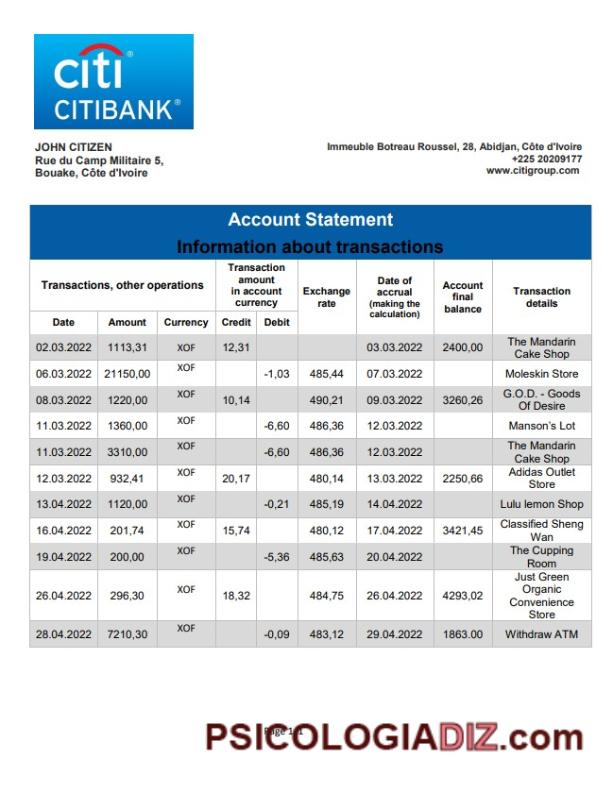 citi®
CITIBANK®
JOHN CITIZEN
Rue du Camp Militaire 5,
Bouake, Côte d'Ivoire
Immeuble Botreau Roussel, 28, Abidjan, Côte d'Ivoire
+225 20209177
www.citigroup.com
Account Statement
Information about transactions
Transactions, other operations
Transaction
amount
in account
currency
Exchange
rate
Date of
accrual
(making the
calculation)
Account
final
balance
Transaction
details
Date Amount Currency Credit Debit
02.03.2022 1113,31 XOF 12,31 03.03.2022 2400,00 The Mandarin
Cake Shop
06.03.2022 21150,00 XOF -1,03 485,44 07.03.2022 Moleskin Store
08.03.2022 1220,00 XOF 10,14 490,21 09.03.2022 3260,26 G.O.D. - Goods
Of Desire
11.03.2022 1360,00 XOF -6,60 486,36 12.03.2022 Manson's Lot
11.03.2022 3310,00 XOF -6,60 486,36 12.03.2022 The Mandarin
Cake Shop
12.03.2022 932,41 XOF 20,17 480,14 13.03.2022 2250,66 Adidas Outlet
Store
13.04.2022 1120,00 XOF -0,21 485,19 14.04.2022 Lulu lemon Shop
16.04.2022 201,74 XOF 15,74 480,12 17.04.2022 3421,45 Classified Sheng
Wan
19.04.2022 200,00 XOF -5,36 485,63 20.04.2022 The Cupping
Room
26.04.2022 296,30 XOF 18,32 484,75 26.04.2022 4293,02 Just Green
Organic
Convenience
Store
28.04.2022 7210,30 XOF -0,09 483,12 29.04.2022 1863.00 Withdraw ATM
PSICOLOGIADIZ.com